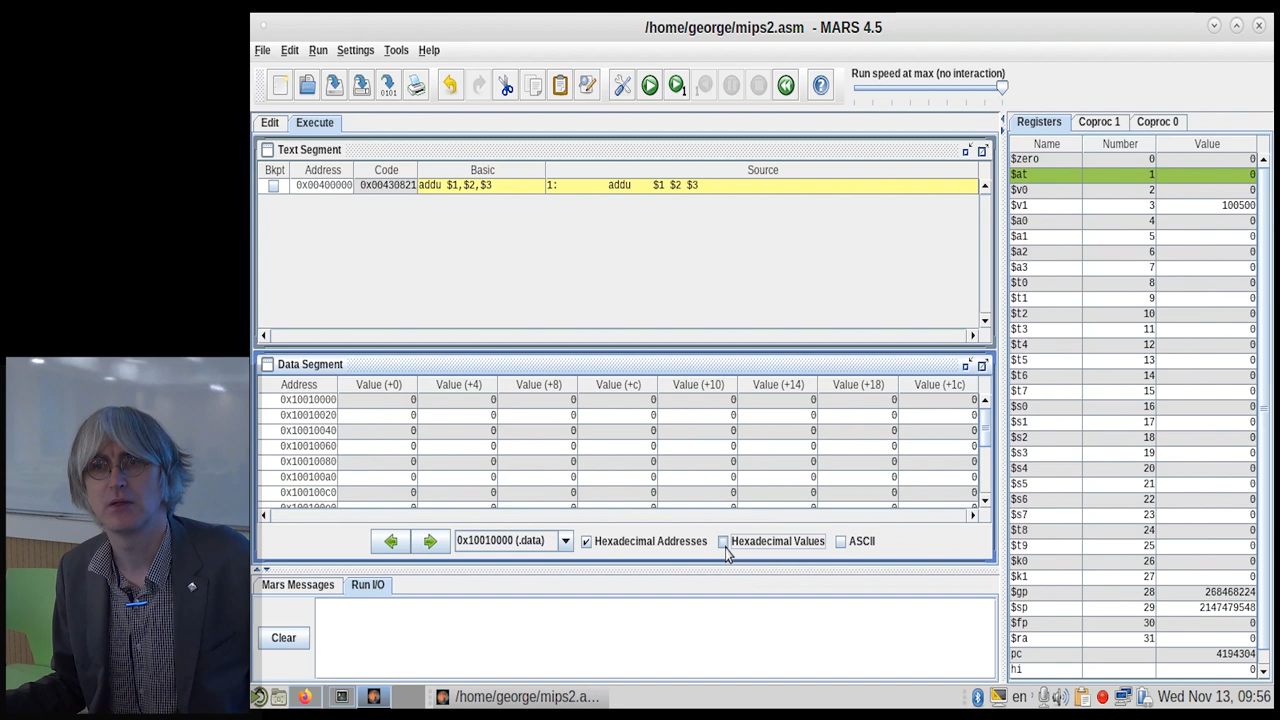 /home/george/mips2.asm - MARS 4.5
File Edit Run Settings Tools Help
Run speed at max (no interaction)
Edit Execute
Text Segment
Bkpt Address Code Basic Source
0x00400000 0x00430821 addu $1,$2,$3 1: addu $1 $2 $3
Data Segment
Address Value (+0) Value (+4) Value (+8) Value (+c) Value (+10) Value (+14) Value (+18) Value (+1c)
0x10010000 0 0 0 0 0 0 0 0
0x10010020 0 0 0 0 0 0 0 0
0x10010040 0 0 0 0 0 0 0 0
0x10010060 0 0 0 0 0 0 0 0
0x10010080 0 0 0 0 0 0 0 0
0x100100a0 0 0 0 0 0 0 0 0
0x100100c0 0 0 0 0 0 0 0 0
0x10010000 (.data) Hexadecimal Addresses Hexadecimal Values ASCII
Mars Messages Run I/O
Clear
Registers Coproc 1 Coproc 0
Name Number Value
$zero 0 0
$at 1 0
$v0 2 0
$v1 3 100500
$a0 4 0
$a1 5 0
$a2 6 0
$a3 7 0
$t0 8 0
$t1 9 0
$t2 10 0
$t3 11 0
$t4 12 0
$t5 13 0
$t6 14 0
$t7 15 0
$s0 16 0
$s1 17 0
$s2 18 0
$s3 19 0
$s4 20 0
$s5 21 0
$s6 22 0
$s7 23 0
$t8 24 0
$t9 25 0
$k0 26 0
$k1 27 0
$gp 28 268468224
$sp 29 2147479548
$fp 30 0
$ra 31 0
pc 4194304
hi 0
/home/george/mips2.a...
en Wed Nov 13, 09:56